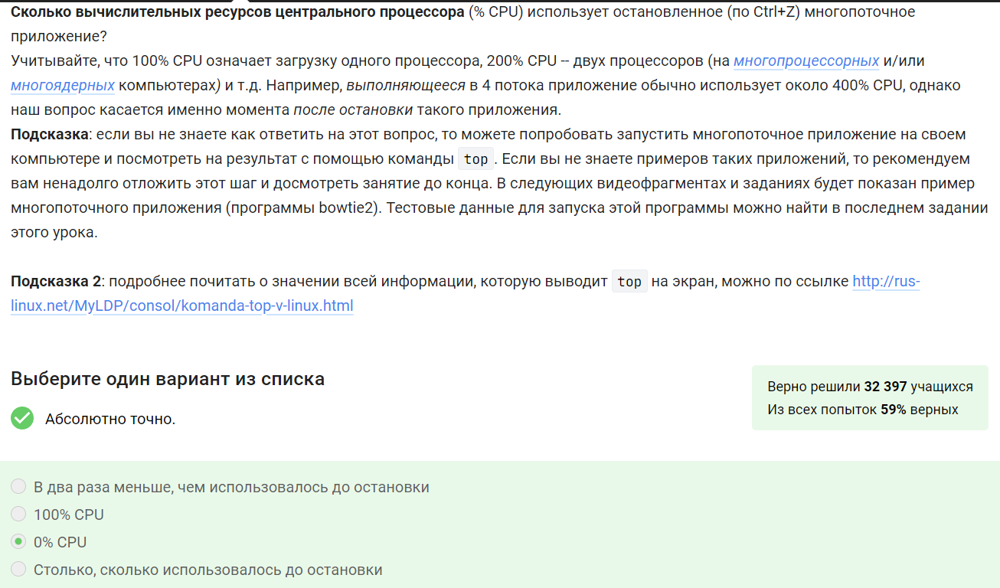 Сколько вычислительных ресурсов центрального процессора (% CPU) использует остановленное (по Ctrl+Z) многопоточное
приложение?
Учитывайте, что 100% CPU означает загрузку одного процессора, 200% CPU -- двух процессоров (на многопроцессорных и/или
многоядерных компьютерах) и т.д. Например, выполняющееся в 4 потока приложение обычно использует около 400% CPU, однако
наш вопрос касается именно момента после остановки такого приложения.
Подсказка: если вы не знаете как ответить на этот вопрос, то можете попробовать запустить многопоточное приложение на своем
компьютере и посмотреть на результат с помощью команды top . Если вы не знаете примеров таких приложений, то рекомендуем
вам ненадолго отложить этот шаг и досмотреть занятие до конца. В следующих видеофрагментах и заданиях будет показан пример
многопоточного приложения (программы bowtie2). Тестовые данные для запуска этой программы можно найти в последнем задании
этого урока.
Подсказка 2: подробнее почитать о значении всей информации, которую выводит top на экран, можно по ссылке http://rus-
linux.net/MyLDP/consol/komanda-top-v-linux.html
Выберите один вариант из списка
Абсолютно точно.
Верно решили 32 397 учащихся
Из всех попыток 59% верных
В два раза меньше, чем использовалось до остановки
100% CPU
0% CPU
Столько, сколько использовалось до остановки